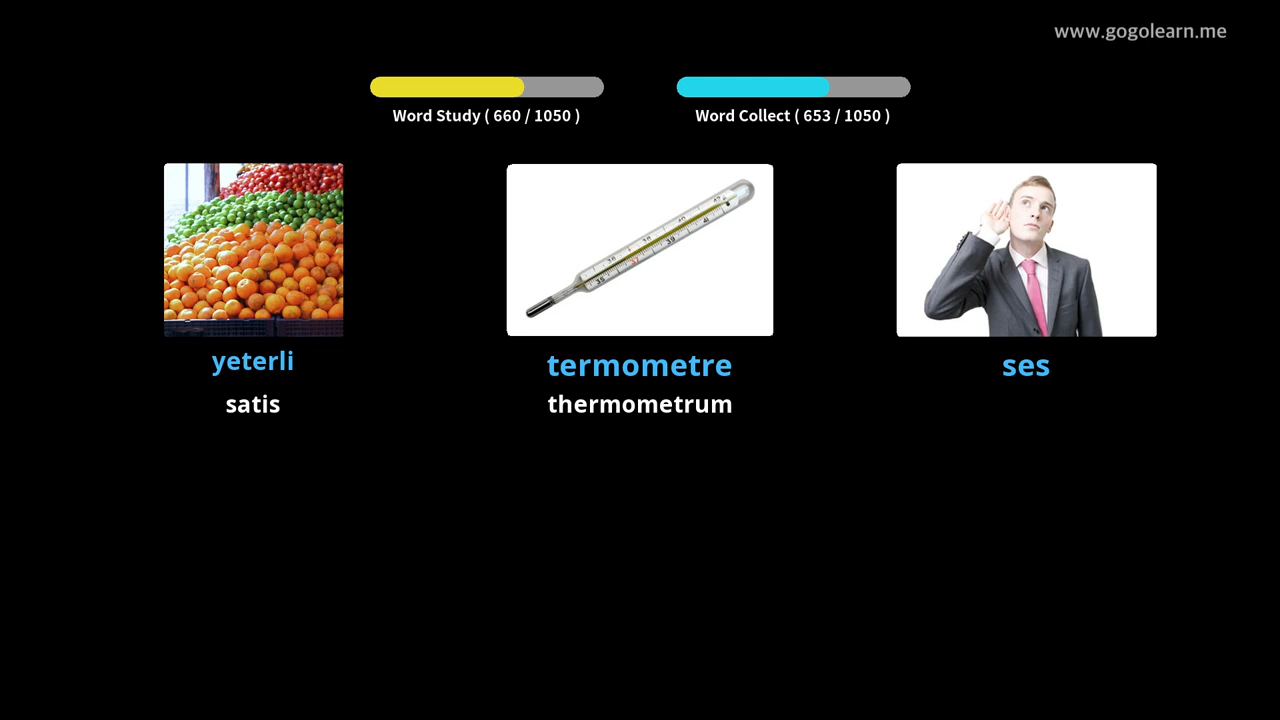 www.gogolearn.me
Word Study ( 660 / 1050 )
Word Collect ( 653 / 1050 )
yeterli
termometre
ses
satis
thermometrum